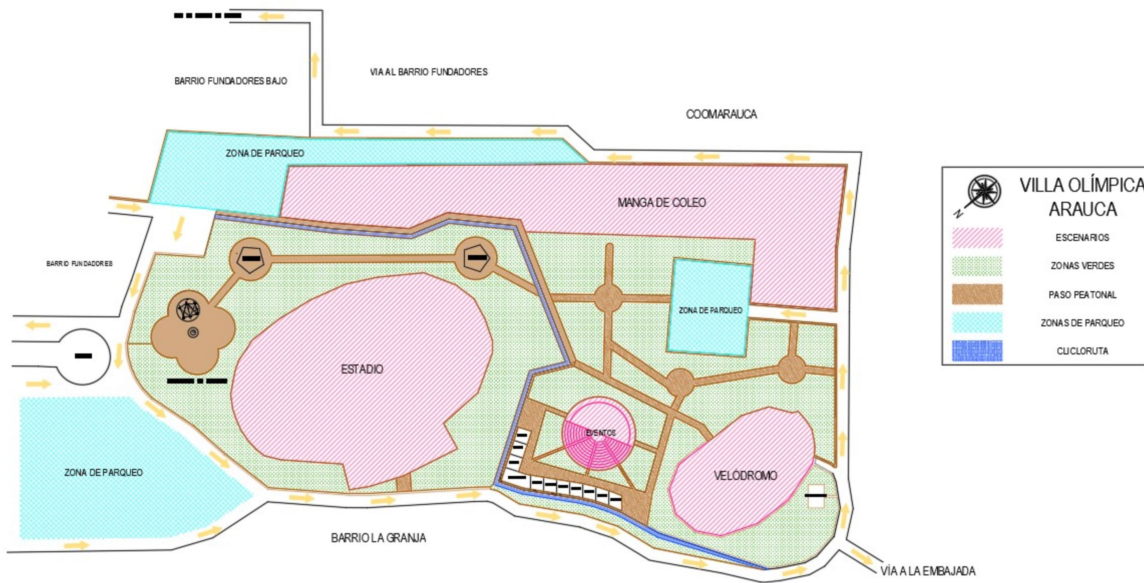 BARRIO FUNDADORES BAJO
VIA AL BARRIO FUNDADORES
COOMARAUCA
ZONA DE PARQUEO
MANGA DE COLEO
BARRIO FUNDADORES
ZONA DE PARQUEO
ESTADIO
EVENTOS
ZONA DE PARQUEO
VELÓDROMO
BARRIO LA GRANJA
VÍA A LA EMBAJADA
N
VILLA OLÍMPICA
ARAUCA
ESCENARIOS
ZONAS VERDES
PASO PEATONAL
ZONAS DE PARQUEO
CLICLORUTA